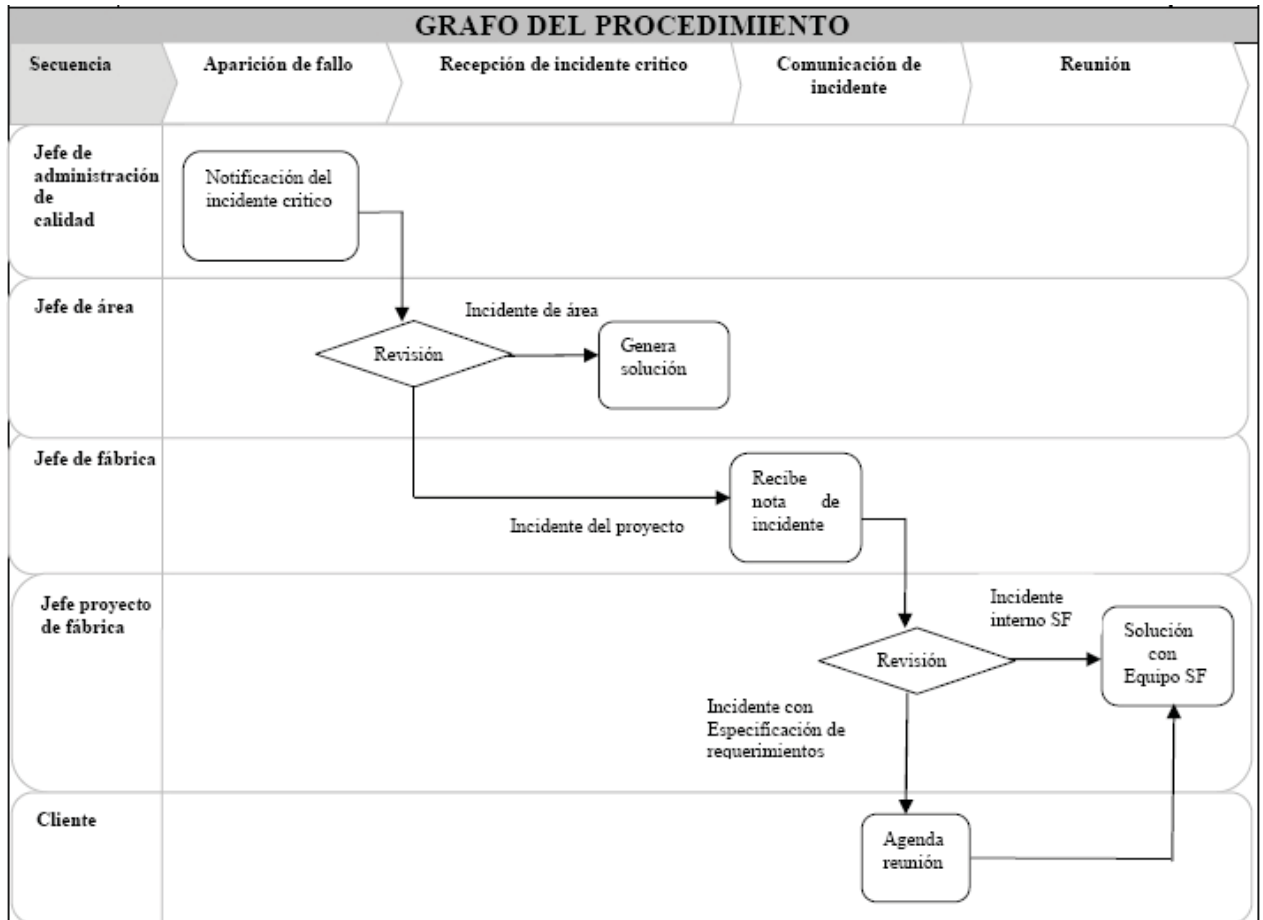 GRAFO DEL PROCEDIMIENTO
Secuencia
Aparición de fallo
Recepción de incidente critico
Comunicación de
incidente
Reunión
Jefe de
administración
de
calidad
Notificación del
incidente critico
Jefe de área
Revisión
Incidente de área
Genera
solución
Jefe de fábrica
Incidente del proyecto
Recibe
nota de
incidente
Jefe proyecto
de fábrica
Revisión
Incidente
interno SF
Solución
con
Equipo SF
Incidente con
Especificación de
requerimientos
Cliente
Agenda
reunión